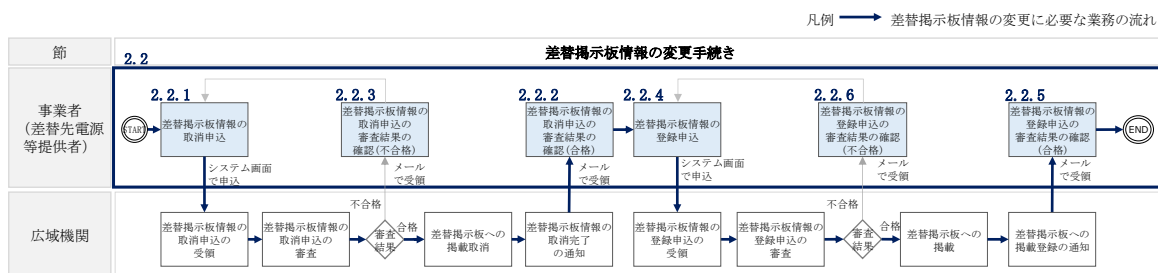 凡例 差替掲示板情報の変更に必要な業務の流れ
節
差替掲示板情報の変更手続き
2.2
事業者
（差替先電源
等提供者）
START
2.2.1
差替掲示板情報の
取消申込
2.2.3
差替掲示板情報の
取消申込の
審査結果の
確認(不合格)
2.2.2
差替掲示板情報の
取消申込の
審査結果の
確認(合格)
2.2.4
差替掲示板情報の
登録申込
2.2.6
差替掲示板情報の
登録申込の
審査結果の確認
(不合格)
2.2.5
差替掲示板情報の
登録申込の
審査結果の確認
(合格)
END
システム画面
で申込
メール
で受領
メール
で受領
システム画面
で申込
メール
で受領
メール
で受領
広域機関
差替掲示板情報の
取消申込の
受領
差替掲示板情報の
取消申込の
審査
不合格
審査
結果
合格
差替掲示板への
掲載取消
差替掲示板情報の
取消完了
の通知
差替掲示板情報の
登録申込の
受領
差替掲示板情報の
登録申込の
審査
不合格
審査
結果
合格
差替掲示板への
掲載
差替掲示板への
掲載登録の通知